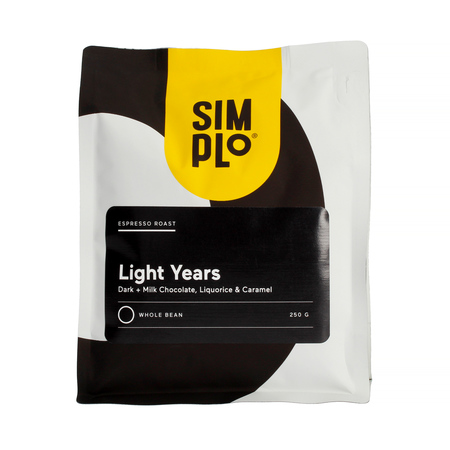 SIM
PLO®
ESPRESSO ROAST
Light Years
Dark + Milk Chocolate, Liquorice & Caramel
WHOLE BEAN 250 G